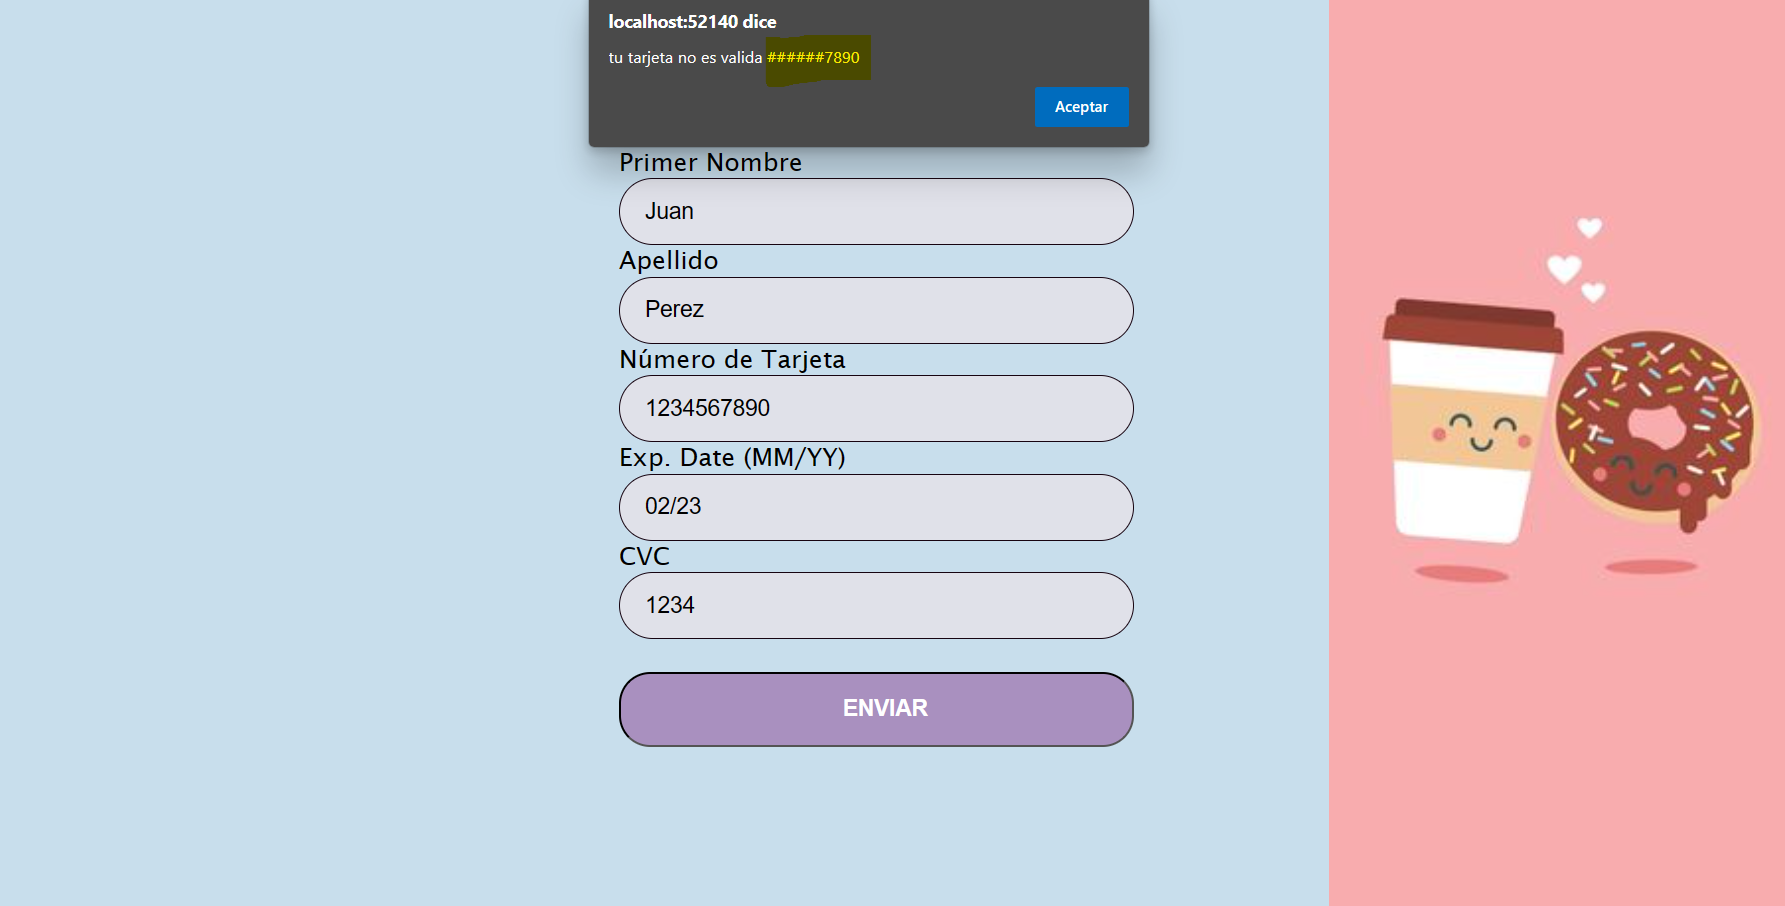 localhost:52140 dice
tu tarjeta no es valida ######7890
Aceptar
Primer Nombre
Juan
Apellido
Perez
Número de Tarjeta
1234567890
Exp. Date (MM/YY)
02/23
CVC
1234
ENVIAR